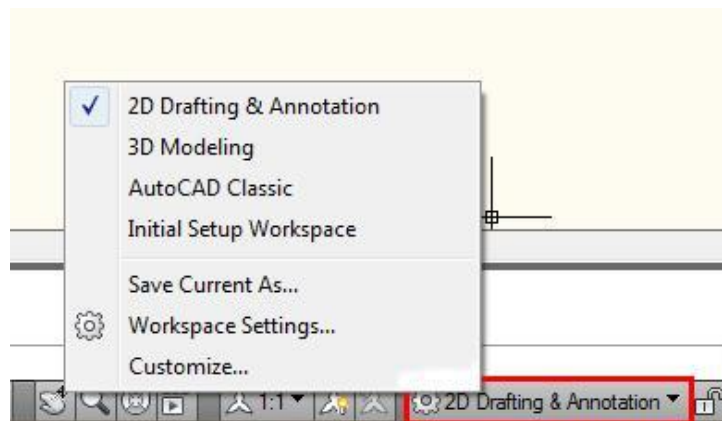 2D Drafting & Annotation
3D Modeling
AutoCAD Classic
Initial Setup Workspace
Save Current As...
Workspace Settings...
Customize...
1:1 2D Drafting & Annotation